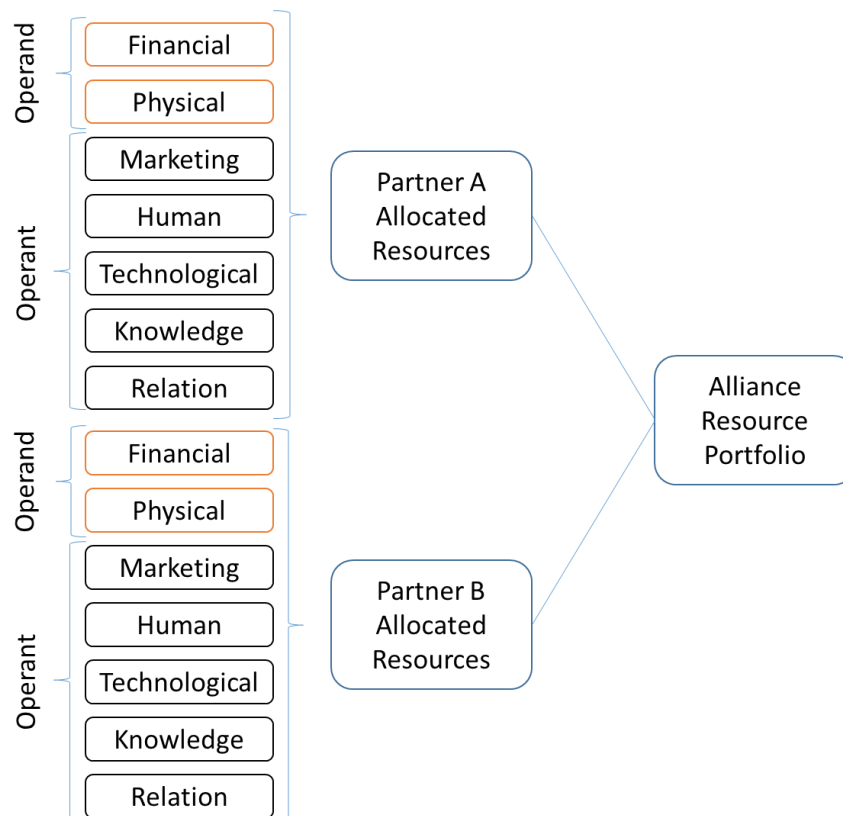 Operand
Financial
Physical
Operant
Marketing
Human
Technological
Knowledge
Relation
Partner A
Allocated
Resources
Operand
Financial
Physical
Operant
Marketing
Human
Technological
Knowledge
Relation
Partner B
Allocated
Resources
Alliance
Resource
Portfolio